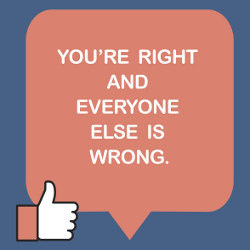 YOU'RE RIGHT
AND
EVERYONE
ELSE IS
WRONG.